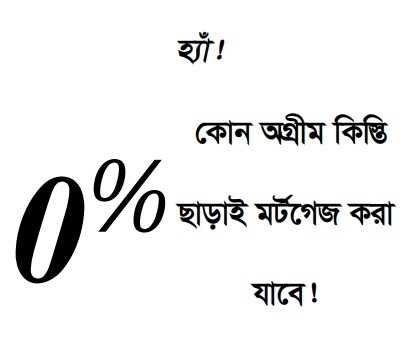 হ্যাঁ!
কোন অগ্রীম কিস্তি
0%
ছাড়াই মর্টগেজ করা
যাবে!